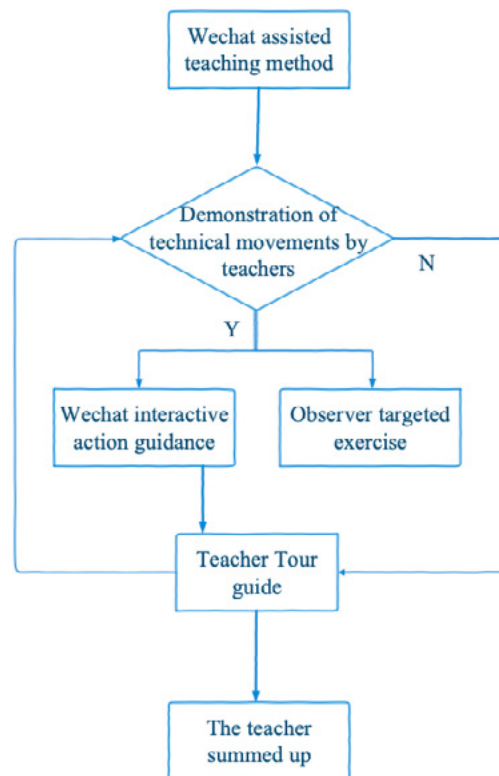 Wechat assisted
teaching method
Demonstration of
technical movements by
teachers
N
Y
Wechat interactive
action guidance
Observer targeted
exercise
Teacher Tour
guide
The teacher
summed up